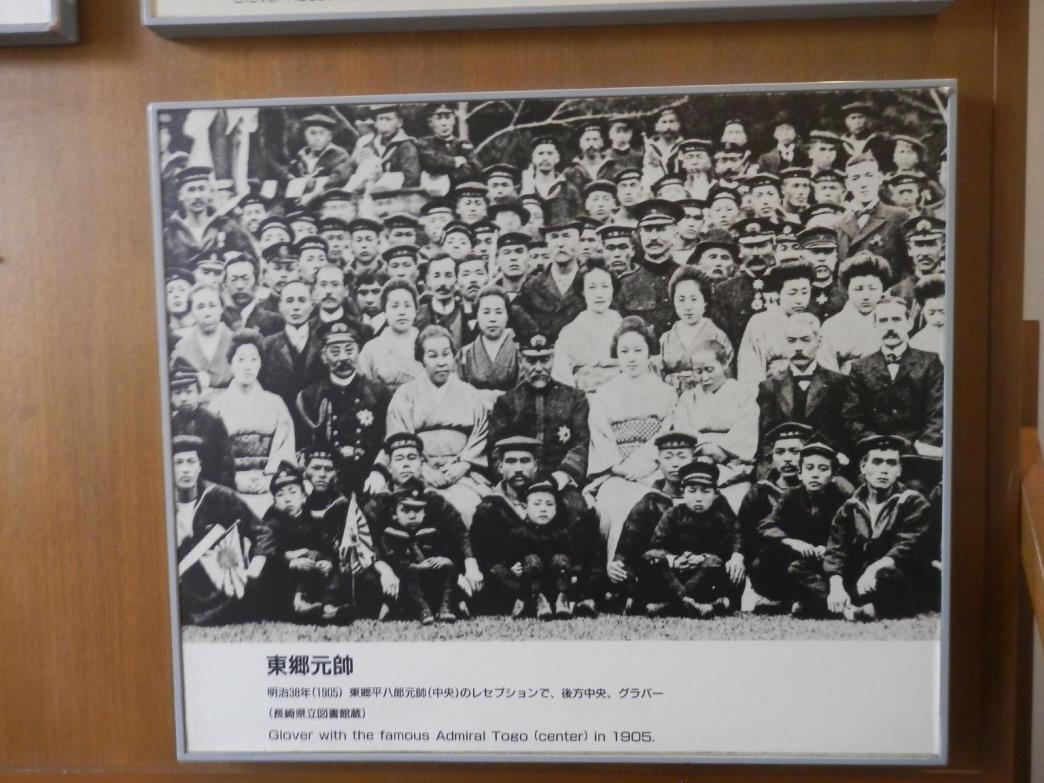 東郷元帥
明治38年(1905) 東郷平八郎元帥(中央)のレセプションで、後方中央、グラバー
(長崎県立図書館蔵)
Glover with the famous Admiral Togo (center) in 1905.